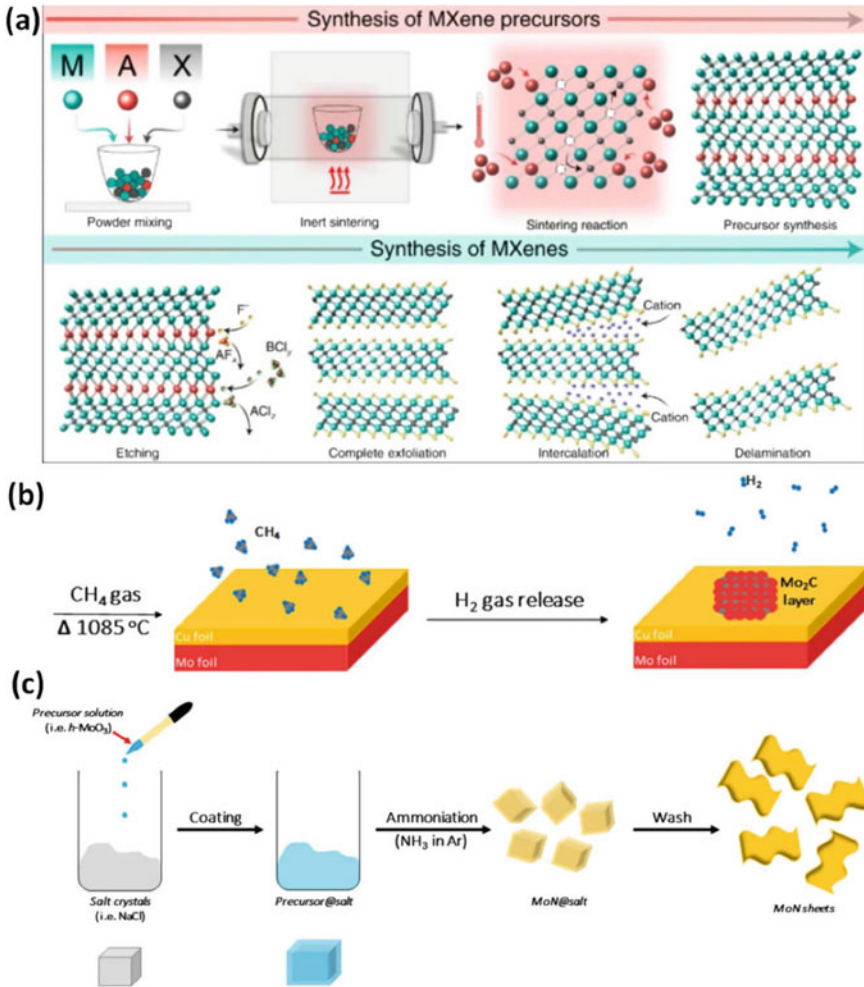 (a)
Synthesis of MXene precursors
M A X
Powder mixing
Inert sintering
Sintering reaction
Precursor synthesis
Synthesis of MXenes
F⁻
AFₓ
BClᵧ
ACl𝓏
Cation
Cation
Etching
Complete exfoliation
Intercalation
Delamination
(b)
CH₄
CH₄ gas
Δ 1085 °C
Cu foil
Mo foil
H₂ gas release
H₂
Mo₂C
layer
Cu foil
Mo foil
(c)
Precursor solution
(i.e. h-MoO₃)
Coating
Ammoniation
(NH₃ in Ar)
Wash
Salt crystals
(i.e. NaCl)
Precursor@salt
MoN@salt
MoN sheets